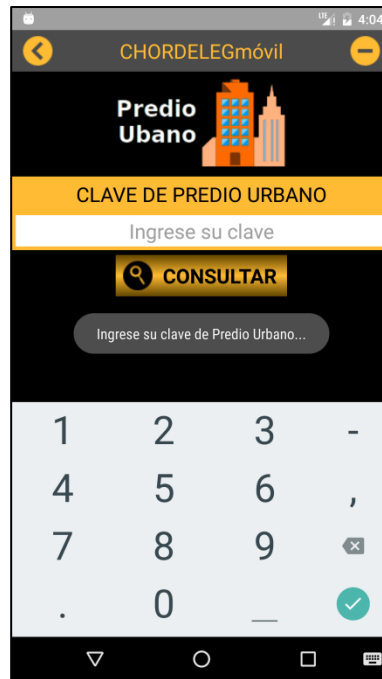 LTE 4:04
CHORDELEGmóvil
Predio
Ubano
CLAVE DE PREDIO URBANO
Ingrese su clave
CONSULTAR
Ingrese su clave de Predio Urbano...
1 2 3 -
4 5 6 ,
7 8 9
. 0 _